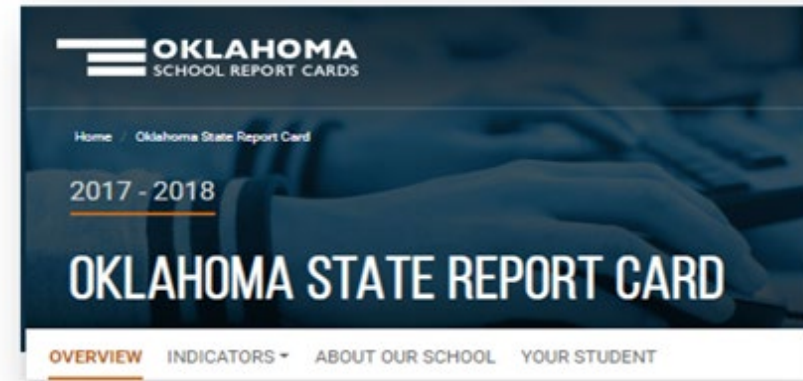 OKLAHOMA
SCHOOL REPORT CARDS
Home / Oklahoma State Report Card
2017 - 2018
OKLAHOMA STATE REPORT CARD
OVERVIEW INDICATORS ABOUT OUR SCHOOL YOUR STUDENT